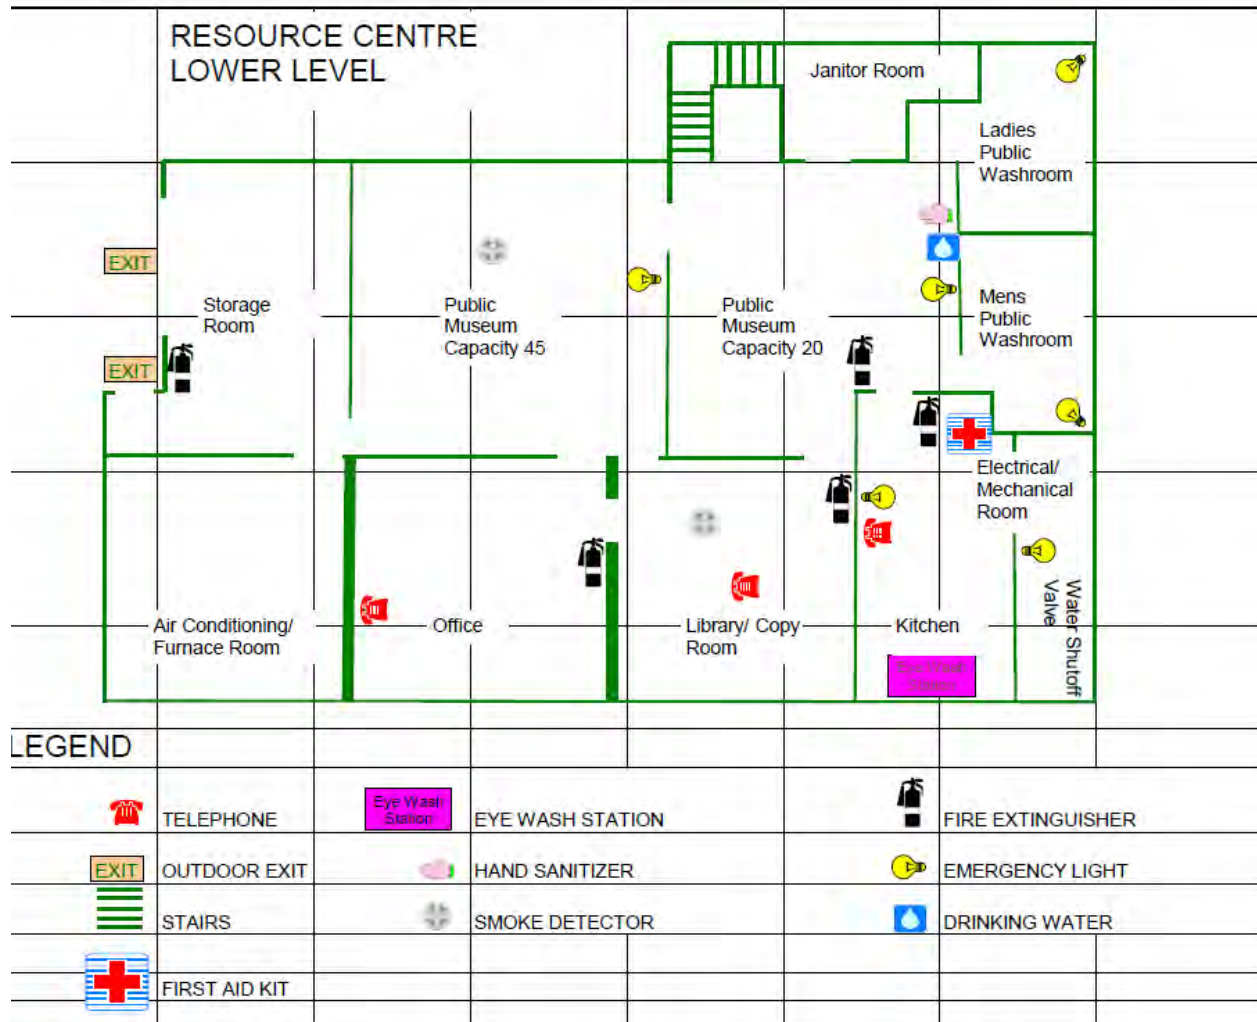 RESOURCE CENTRE
LOWER LEVEL
Janitor Room
Ladies
Public
Washroom
EXIT
Storage
Room
Public
Museum
Capacity 45
Public
Museum
Capacity 20
Mens
Public
Washroom
EXIT
Electrical/
Mechanical
Room
Air Conditioning/
Furnace Room
Office
Library/ Copy
Room
Kitchen
Water Shutoff
Valve
Eye Wash
Station
LEGEND
TELEPHONE
Eye Wash
Station
EYE WASH STATION
FIRE EXTINGUISHER
EXIT
OUTDOOR EXIT
HAND SANITIZER
EMERGENCY LIGHT
STAIRS
SMOKE DETECTOR
DRINKING WATER
FIRST AID KIT